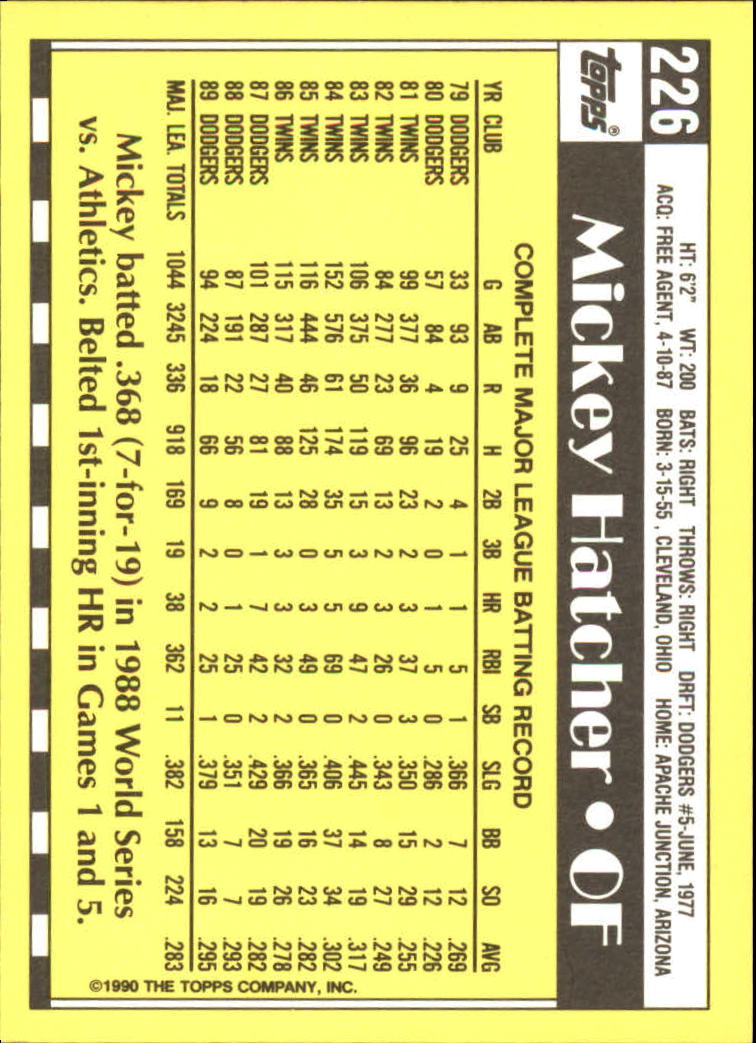 226
HT: 6'2" WT: 200 BATS: RIGHT THROWS: RIGHT DRFT: DODGERS #5-JUNE, 1977
ACQ: FREE AGENT, 4-10-87 BORN: 3-15-55, CLEVELAND, OHIO HOME: APACHE JUNCTION, ARIZONA
topps®
Mickey Hatcher • OF
COMPLETE MAJOR LEAGUE BATTING RECORD
YR CLUB G AB R H 2B 3B HR RBI SB SLG BB SO AVG
79 DODGERS 33 93 9 25 4 1 1 5 1 .366 7 12 .269
80 DODGERS 57 84 4 19 2 0 1 5 0 .286 2 12 .226
81 TWINS 99 377 36 96 23 2 3 37 3 .350 15 29 .255
82 TWINS 84 277 23 69 13 2 3 26 0 .343 8 27 .249
83 TWINS 106 375 50 119 15 3 9 47 2 .445 14 19 .317
84 TWINS 152 576 61 174 35 5 5 69 0 .406 37 34 .302
85 TWINS 116 444 46 125 28 0 3 49 0 .365 16 23 .282
86 TWINS 115 317 40 88 13 3 3 32 2 .366 19 26 .278
87 DODGERS 101 287 27 81 19 1 7 42 2 .429 20 19 .282
88 DODGERS 87 191 22 56 8 0 1 25 0 .351 7 7 .293
89 DODGERS 94 224 18 66 9 2 2 25 1 .379 13 16 .295
MAJ. LEA. TOTALS 1044 3245 336 918 169 19 38 362 11 .382 158 224 .283
Mickey batted .368 (7-for-19) in 1988 World Series
vs. Athletics. Belted 1st-inning HR in Games 1 and 5.
©1990 THE TOPPS COMPANY, INC.